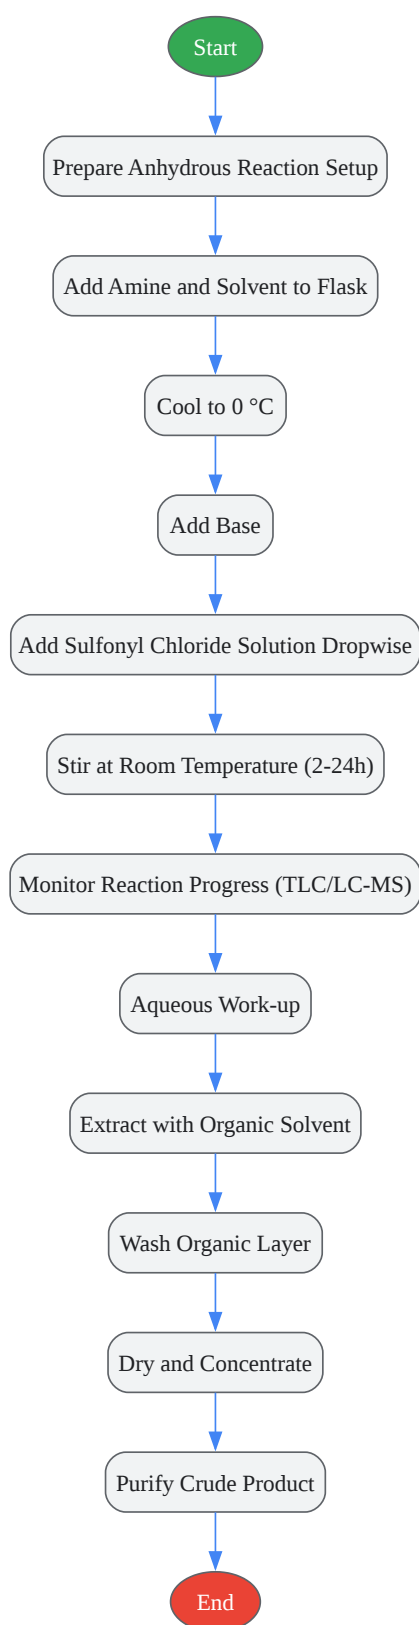 Start
Prepare Anhydrous Reaction Setup
Add Amine and Solvent to Flask
Cool to 0 °C
Add Base
Add Sulfonyl Chloride Solution Dropwise
Stir at Room Temperature (2-24h)
Monitor Reaction Progress (TLC/LC-MS)
Aqueous Work-up
Extract with Organic Solvent
Wash Organic Layer
Dry and Concentrate
Purify Crude Product
End